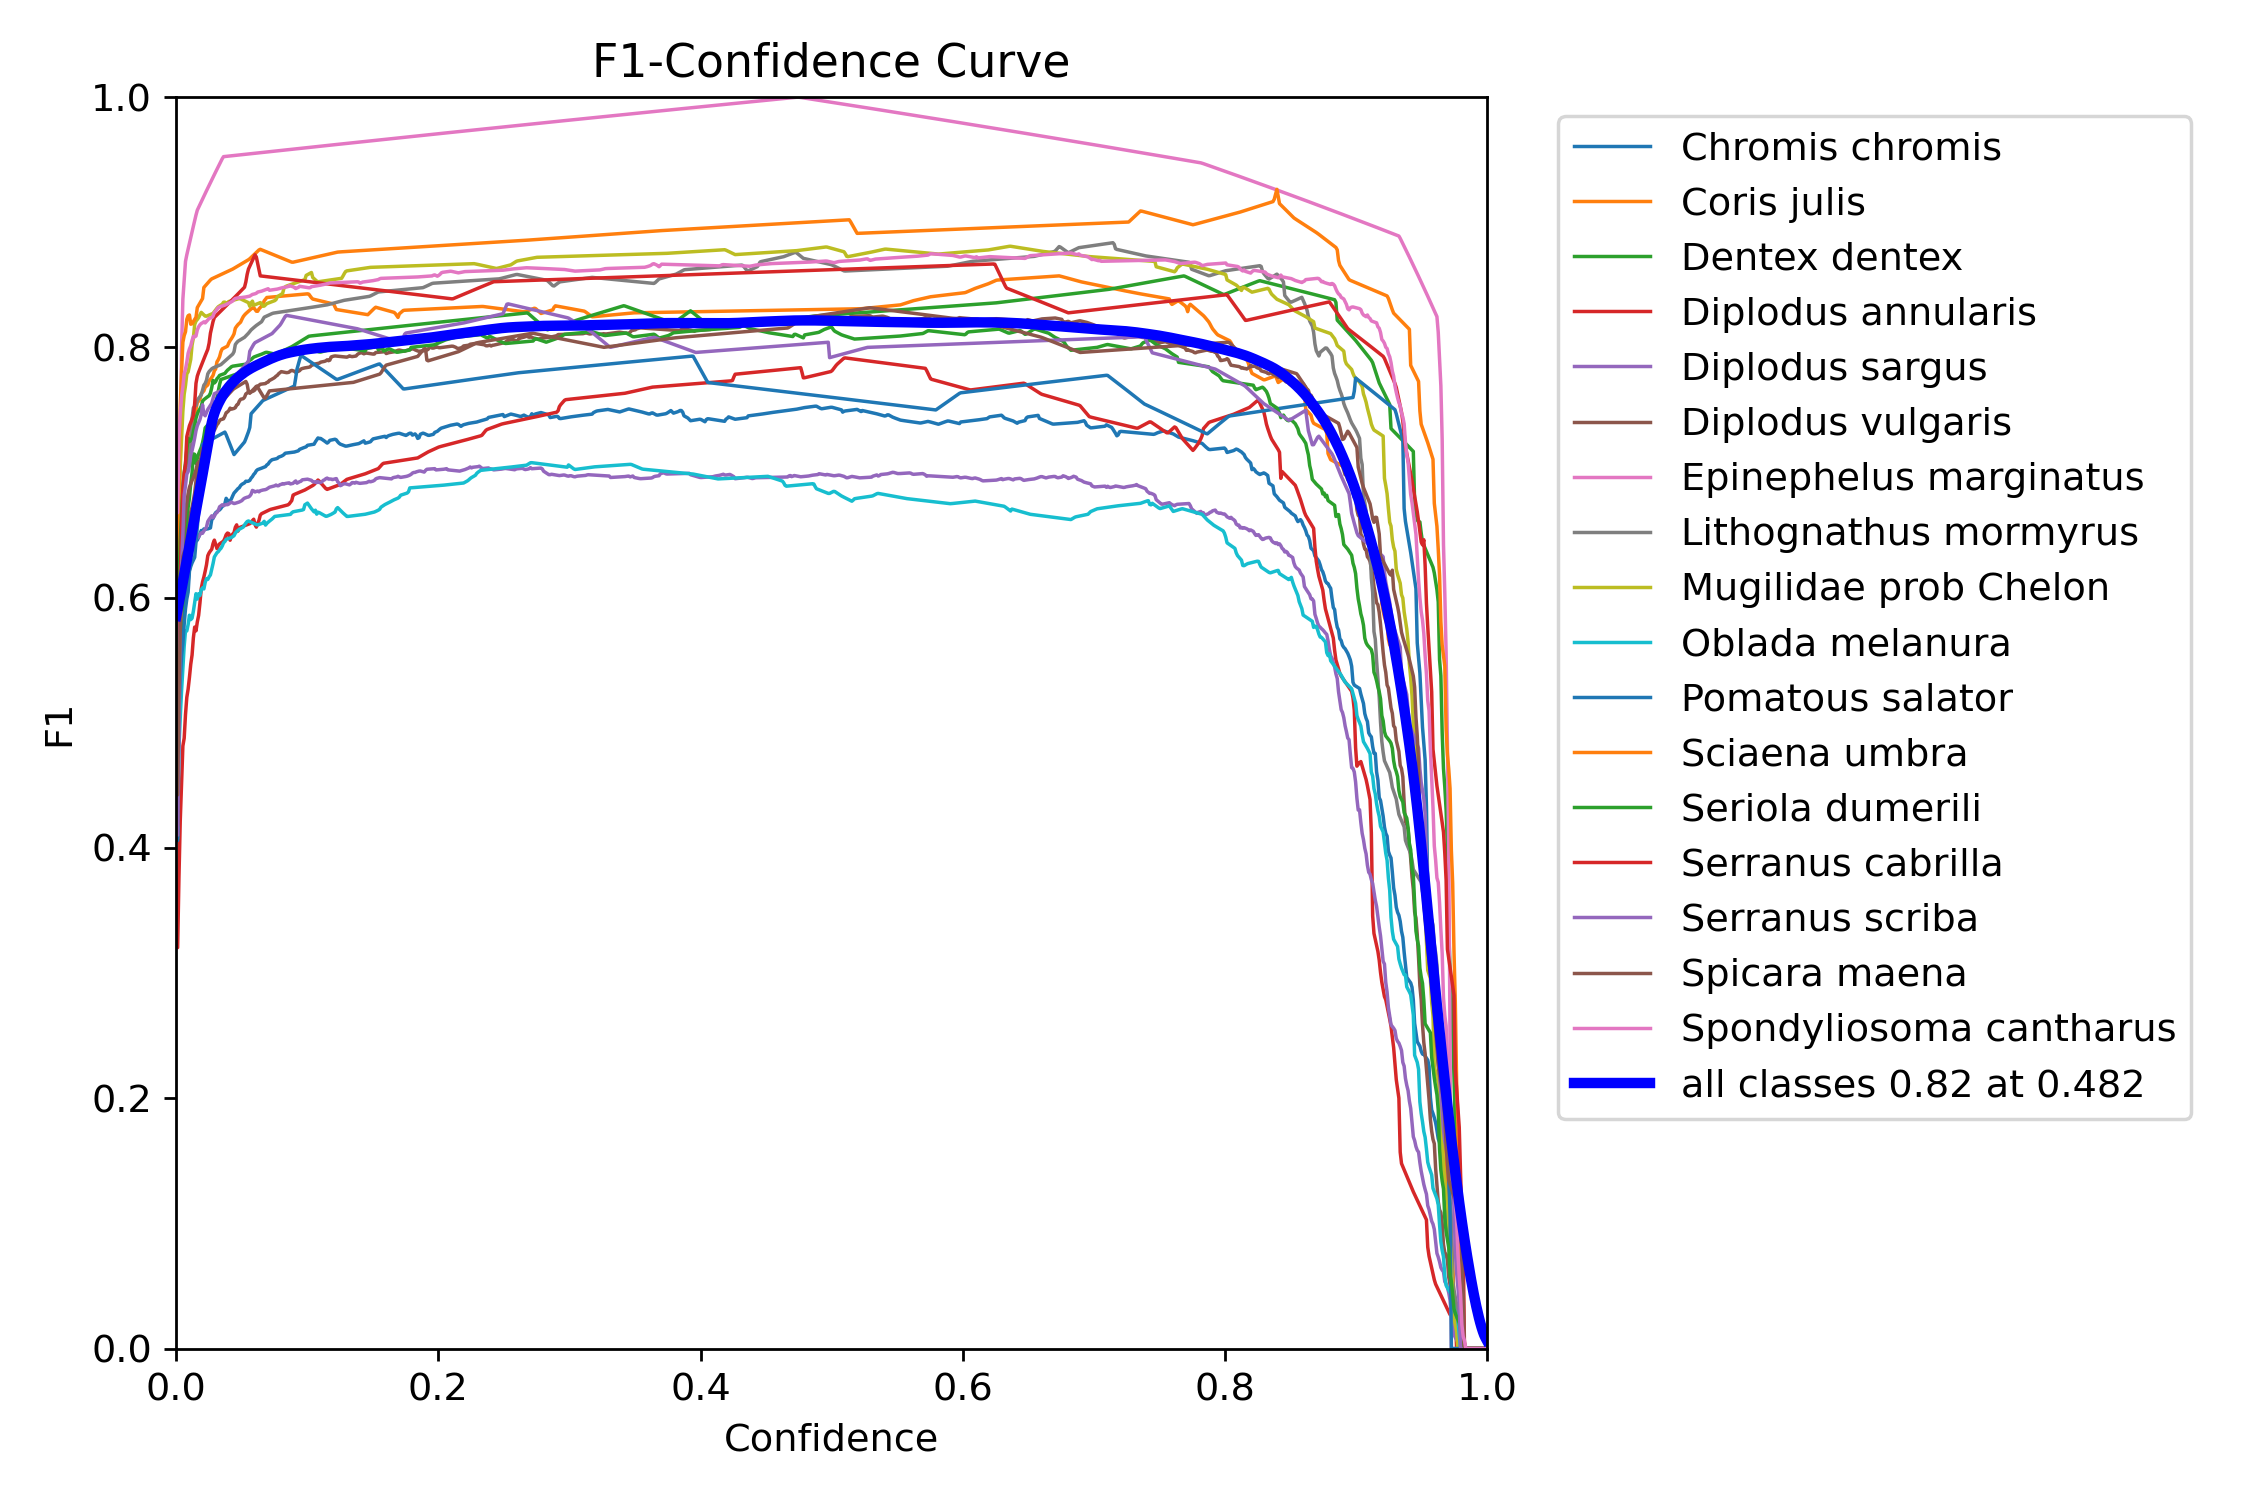 F1-Confidence Curve
1.0
0.8
0.6
0.4
0.2
0.0
F1
0.0 0.2 0.4 0.6 0.8 1.0
Confidence
Chromis chromis
Coris julis
Dentex dentex
Diplodus annularis
Diplodus sargus
Diplodus vulgaris
Epinephelus marginatus
Lithognathus mormyrus
Mugilidae prob Chelon
Oblada melanura
Pomatous salator
Sciaena umbra
Seriola dumerili
Serranus cabrilla
Serranus scriba
Spicara maena
Spondyliosoma cantharus
all classes 0.82 at 0.482